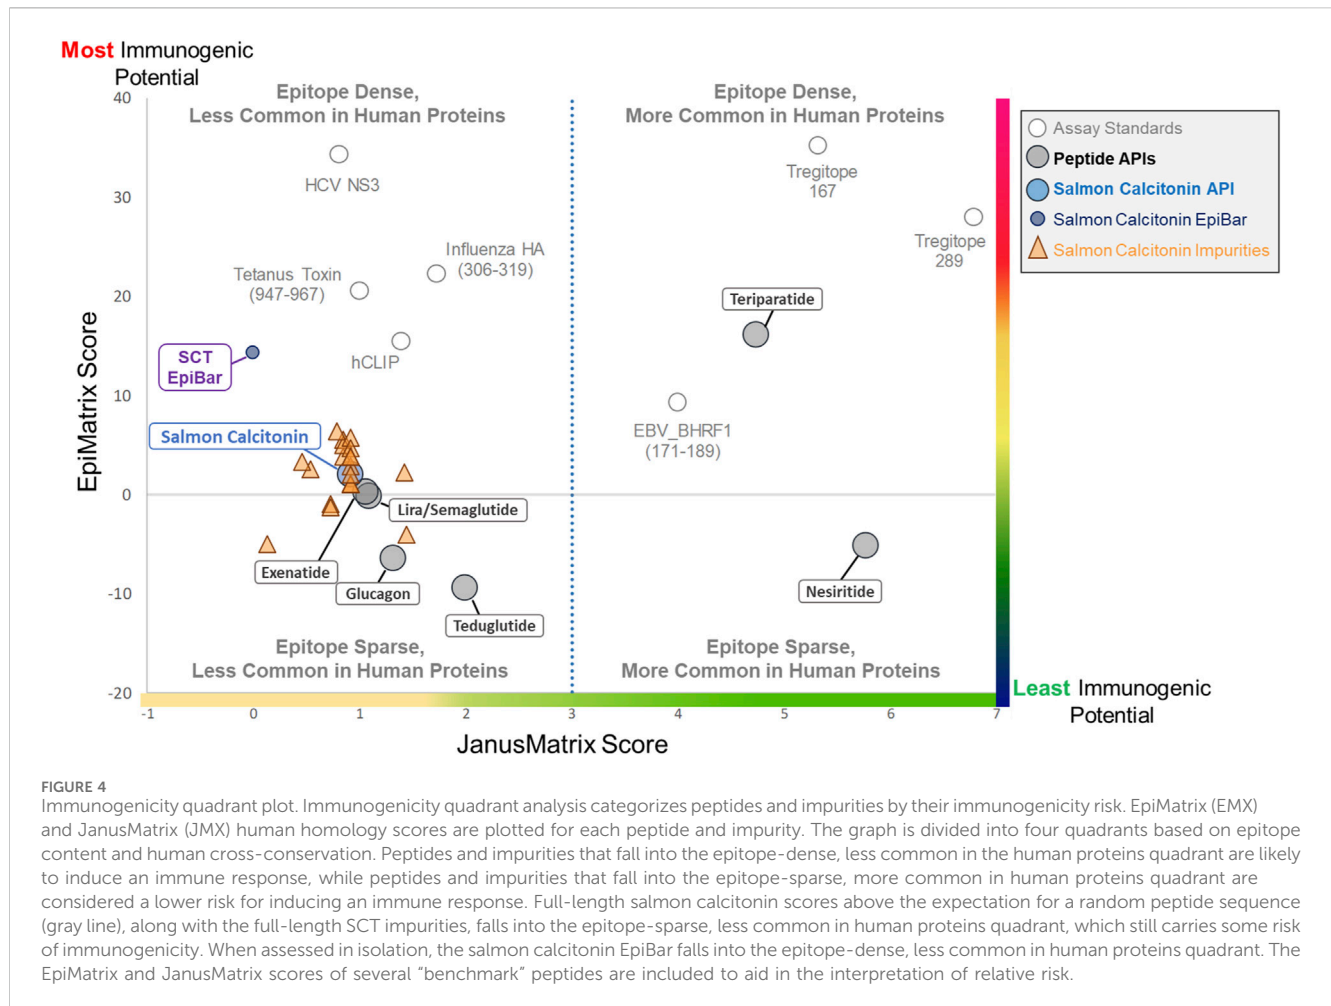 Most Immunogenic
Potential
Epitope Dense,
Less Common in Human Proteins
Epitope Dense,
More Common in Human Proteins
40
30
20
10
0
-10
-20
EpiMatrix Score
HCV NS3
Tregitope
167
Tregitope
289
Influenza HA
(306-319)
Tetanus Toxin
(947-967)
hCLIP
Teriparatide
SCT
EpiBar
EBV_BHRF1
(171-189)
Salmon Calcitonin
Lira/Semaglutide
Exenatide
Glucagon
Teduglutide
Nesiritide
Epitope Sparse,
Less Common in Human Proteins
Epitope Sparse,
More Common in Human Proteins
Least Immunogenic
Potential
-1 0 1 2 3 4 5 6 7
JanusMatrix Score
Assay Standards
Peptide APIs
Salmon Calcitonin API
Salmon Calcitonin EpiBar
Salmon Calcitonin Impurities
FIGURE 4
Immunogenicity quadrant plot. Immunogenicity quadrant analysis categorizes peptides and impurities by their immunogenicity risk. EpiMatrix (EMX)
and JanusMatrix (JMX) human homology scores are plotted for each peptide and impurity. The graph is divided into four quadrants based on epitope
content and human cross-conservation. Peptides and impurities that fall into the epitope-dense, less common in the human proteins quadrant are likely
to induce an immune response, while peptides and impurities that fall into the epitope-sparse, more common in human proteins quadrant are
considered a lower risk for inducing an immune response. Full-length salmon calcitonin scores above the expectation for a random peptide sequence
(gray line), along with the full-length SCT impurities, falls into the epitope-sparse, less common in human proteins quadrant, which still carries some risk
of immunogenicity. When assessed in isolation, the salmon calcitonin EpiBar falls into the epitope-dense, less common in human proteins quadrant. The
EpiMatrix and JanusMatrix scores of several “benchmark” peptides are included to aid in the interpretation of relative risk.